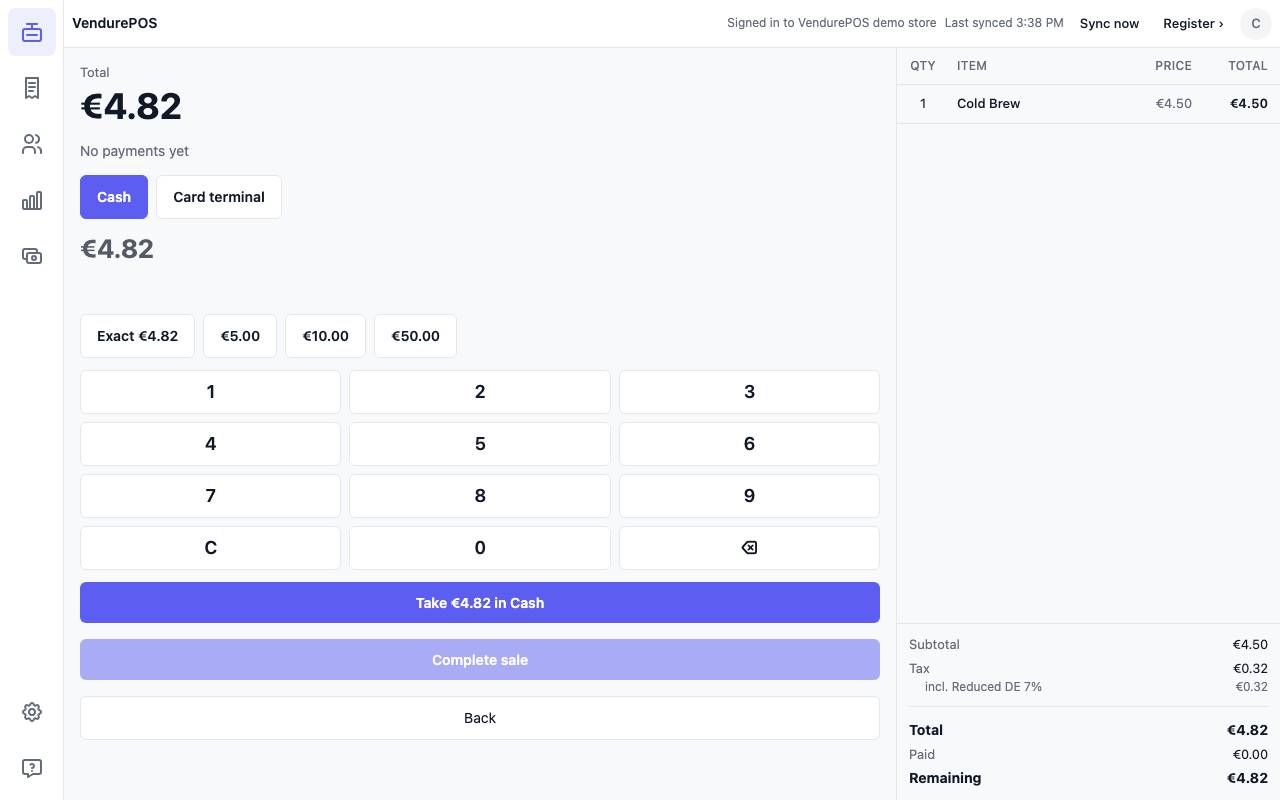 VendurePOS
Signed in to VendurePOS demo store Last synced 3:38 PM Sync now Register › C
Total
€4.82
No payments yet
Cash Card terminal
€4.82
Exact €4.82 €5.00 €10.00 €50.00
1 2 3
4 5 6
7 8 9
C 0
Take €4.82 in Cash
Complete sale
Back
QTY ITEM PRICE TOTAL
1 Cold Brew €4.50 €4.50
Subtotal €4.50
Tax €0.32
incl. Reduced DE 7% €0.32
Total €4.82
Paid €0.00
Remaining €4.82